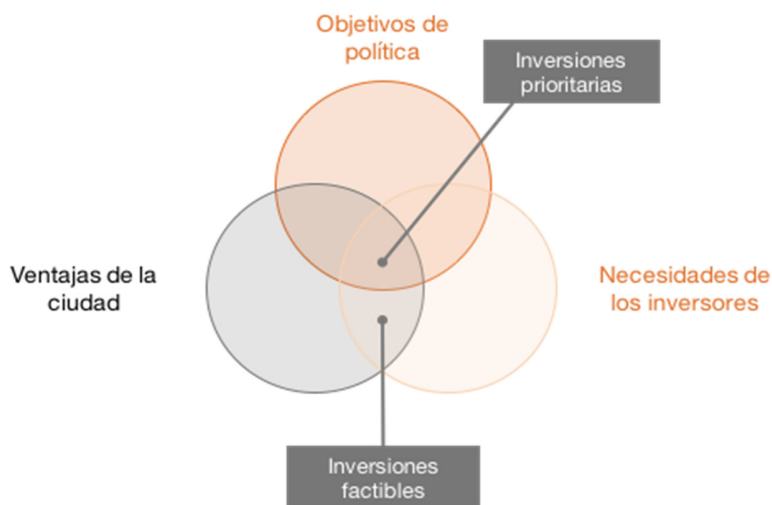 Objetivos de
política
Inversiones
prioritarias
Ventajas de la
ciudad
Necesidades de
los inversores
Inversiones
factibles